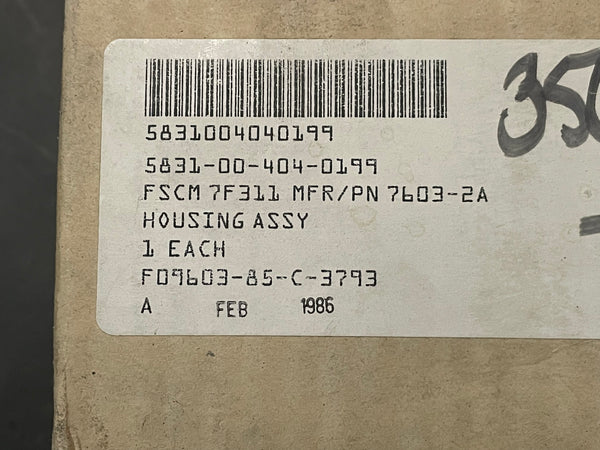 5831004040199
5831-00-404-0199
FSCM 7F311 MFR/PN 7603-2A
HOUSING ASSY
1 EACH
F09603-85-C-3793
A FEB 1986